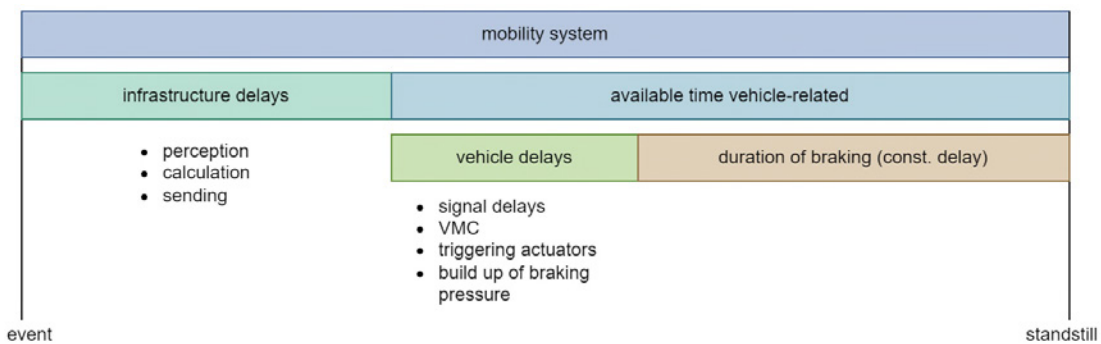 mobility system
infrastructure delays
available time vehicle-related
• perception
• calculation
• sending
vehicle delays
duration of braking (const. delay)
• signal delays
• VMC
• triggering actuators
• build up of braking
pressure
event
standstill